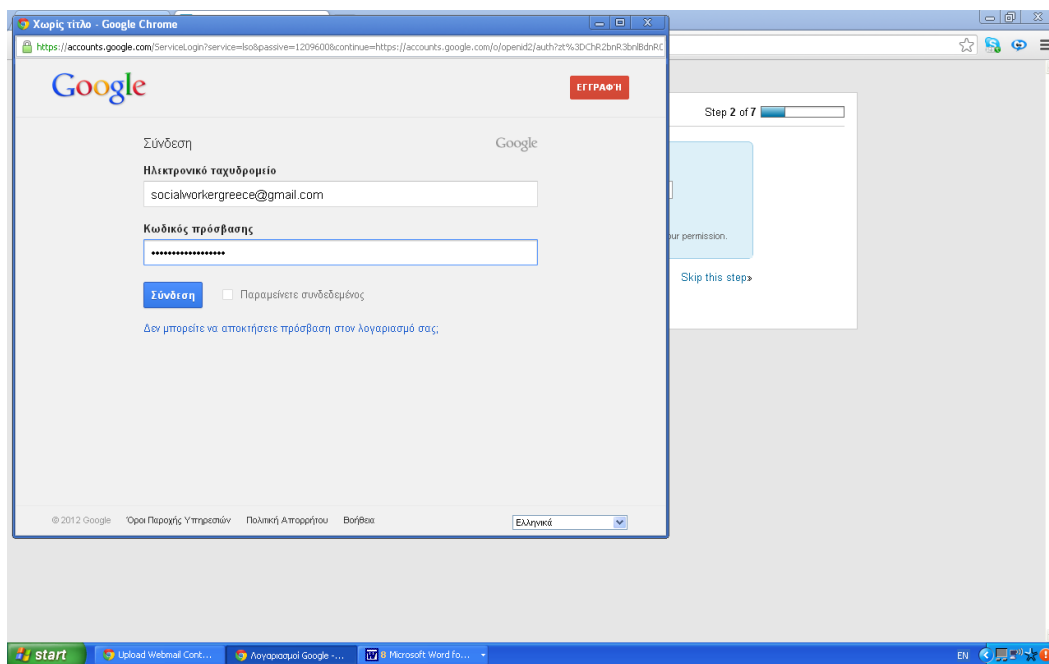 Χωρίς τίτλο - Google Chrome
https://accounts.google.com/ServiceLogin?service=lso&passive=1209600&continue=https://accounts.google.com/o/openid2/auth?zt%3DChR2bnR3bnlBdnRC
Google
ΕΓΓΡΑΦΉ
Step 2 of 7
Σύνδεση
Google
Ηλεκτρονικό ταχυδρομείο
socialworkergreece@gmail.com
Κωδικός πρόσβασης
our permission.
Skip this step»
Σύνδεση
Παραμείνετε συνδεδεμένος
Δεν μπορείτε να αποκτήσετε πρόσβαση στον λογαριασμό σας;
© 2012 Google Όροι Παροχής Υπηρεσιών Πολιτική Απορρήτου Βοήθεια
Ελληνικά
start
Upload Webmail Cont...
Λογαριασμοί Google -...
8 Microsoft Word fo...
EN